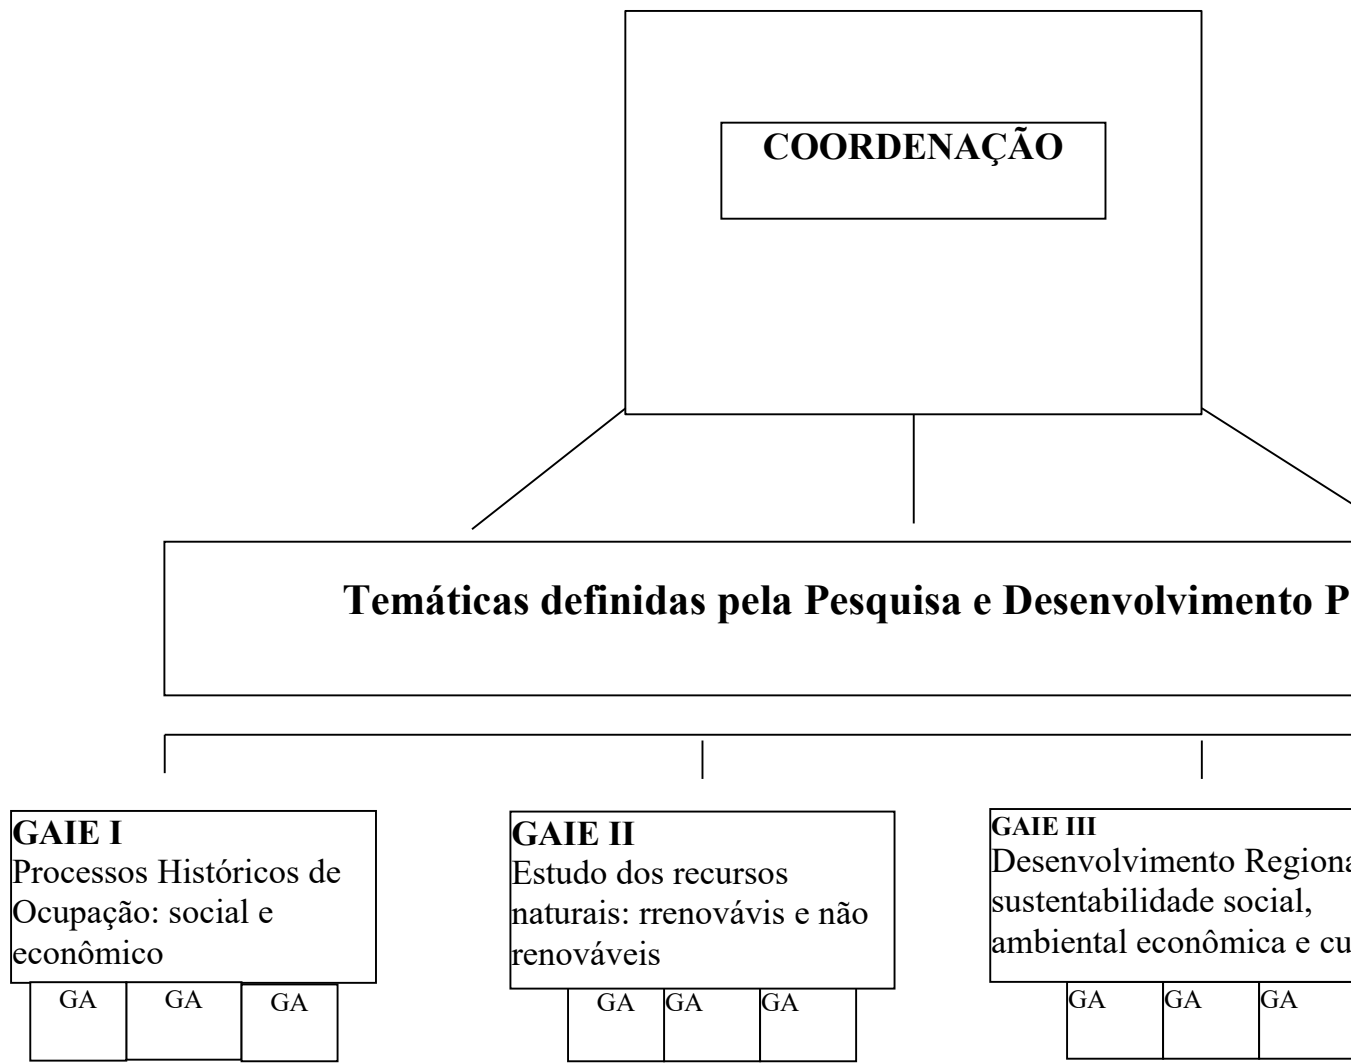 COORDENAÇÃO
Temáticas definidas pela Pesquisa e Desenvolvimento P
GAIE I
Processos Históricos de
Ocupação: social e
econômico
GA GA GA
GAIE II
Estudo dos recursos
naturais: rrenovávis e não
renováveis
GA GA GA
GAIE III
Desenvolvimento Regiona
sustentabilidade social,
ambiental econômica e cu
GA GA GA